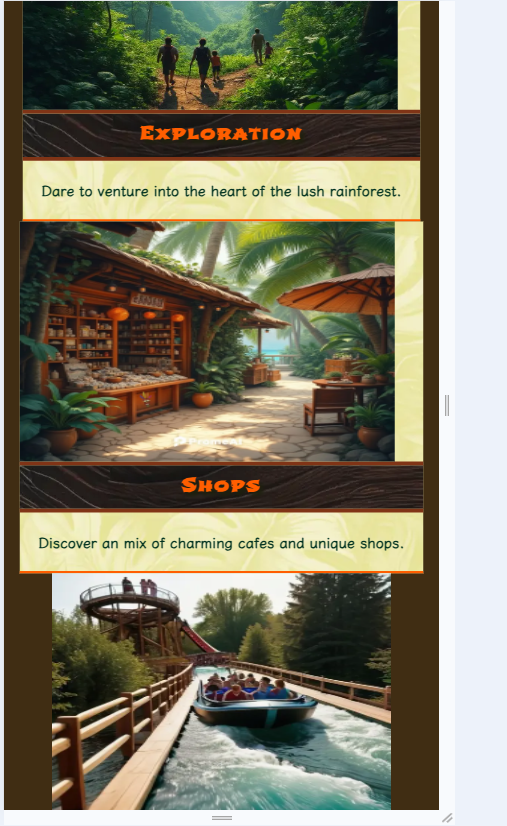 Exploration
Dare to venture into the heart of the lush rainforest.
Shops
Discover an mix of charming cafes and unique shops.